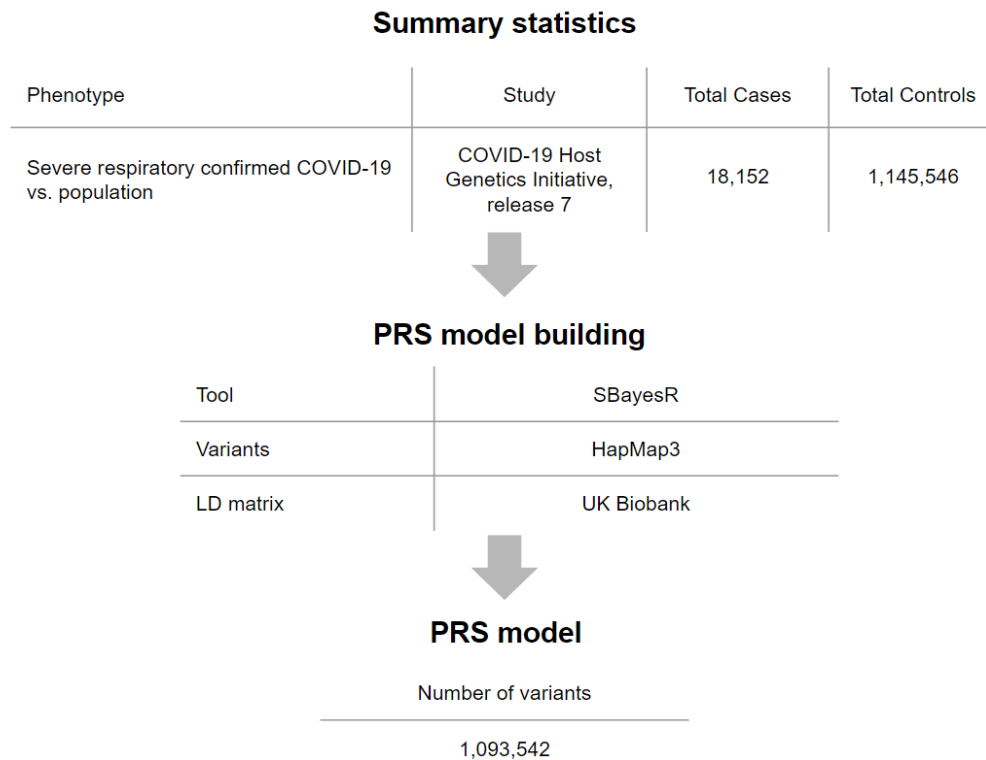 Summary statistics
Phenotype Study Total Cases Total Controls
Severe respiratory confirmed COVID-19
vs. population
COVID-19 Host
Genetics Initiative,
release 7
18,152
1,145,546
PRS model building
Tool SBayesR
Variants HapMap3
LD matrix UK Biobank
PRS model
Number of variants
1,093,542